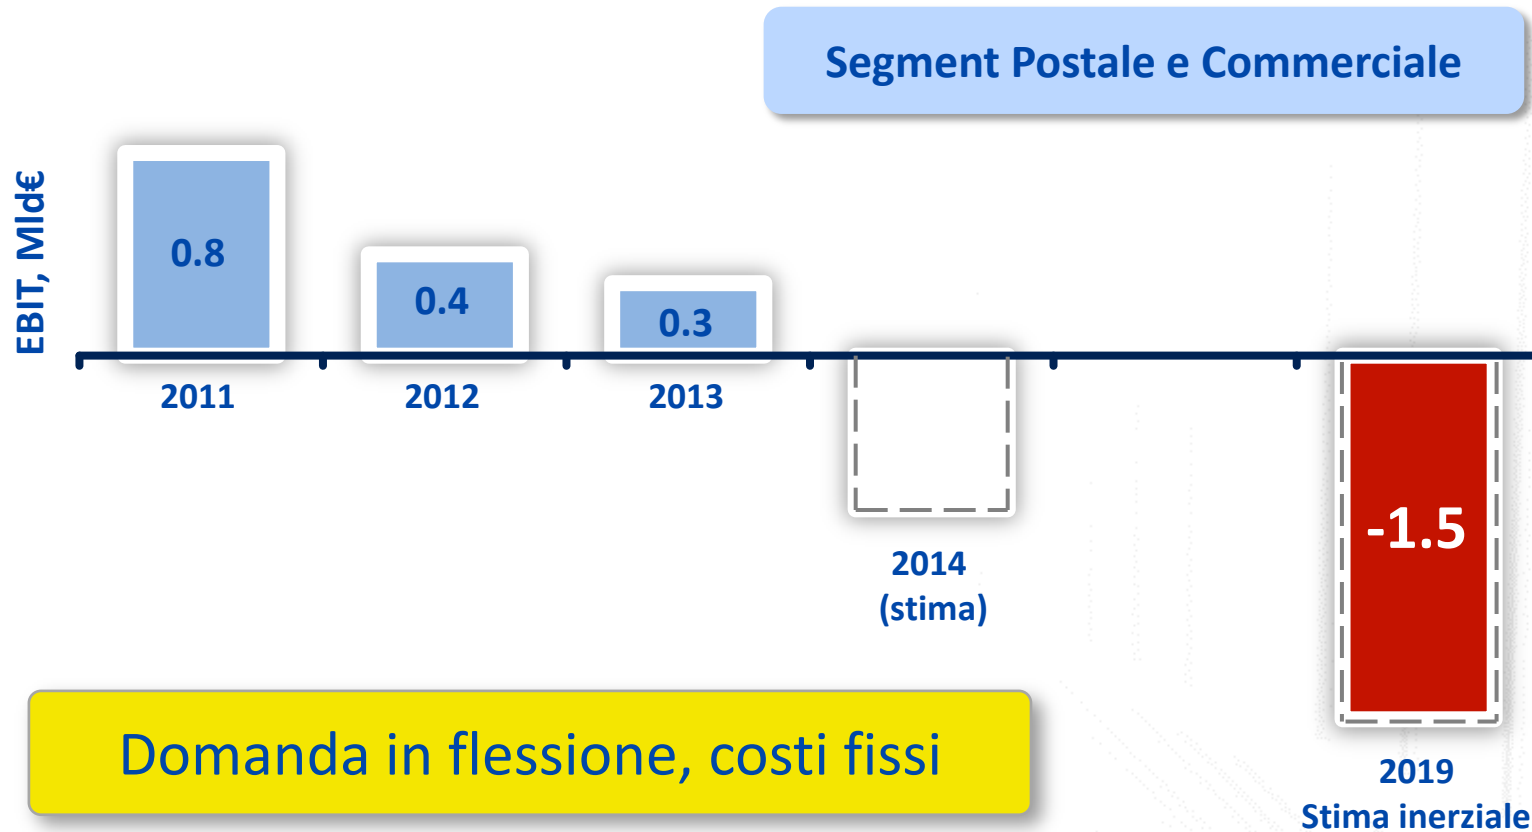 Segment Postale e Commerciale
EBIT, Mld€
0.8
0.4
0.3
2011
2012
2013
-1.5
2014
(stima)
Domanda in flessione, costi fissi
2019
Stima inerziale